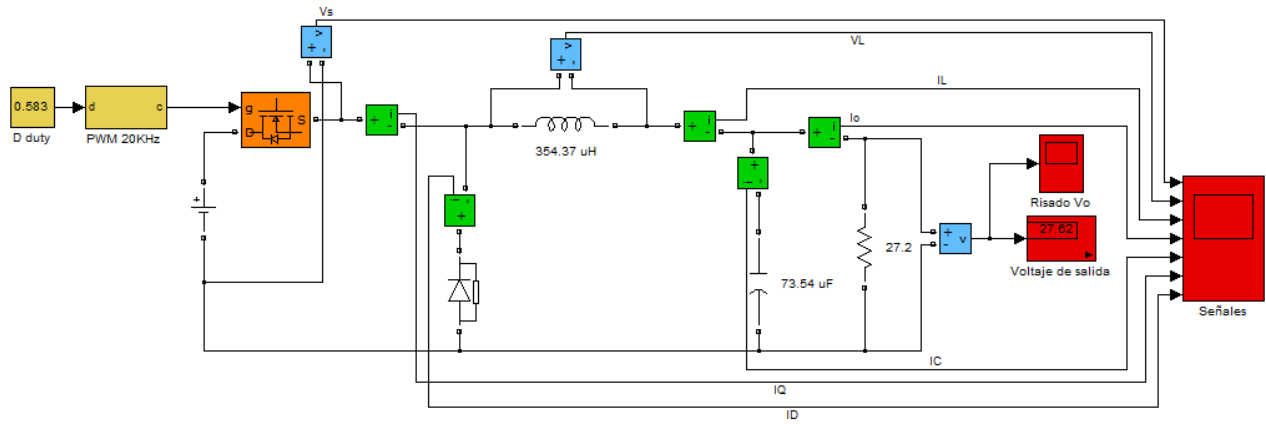 Vs
VL
IL
0.583
d
c
g
D
S
D duty
PWM 20KHz
v
+
-
v
+
-
+
i
-
354.37 uH
+
i
-
Io
+
i
-
Risado Vo
27.62
Voltaje de salida
Señales
i
-
+
+
i
-
+
-
v
27.2
73.54 uF
+
IC
IQ
ID